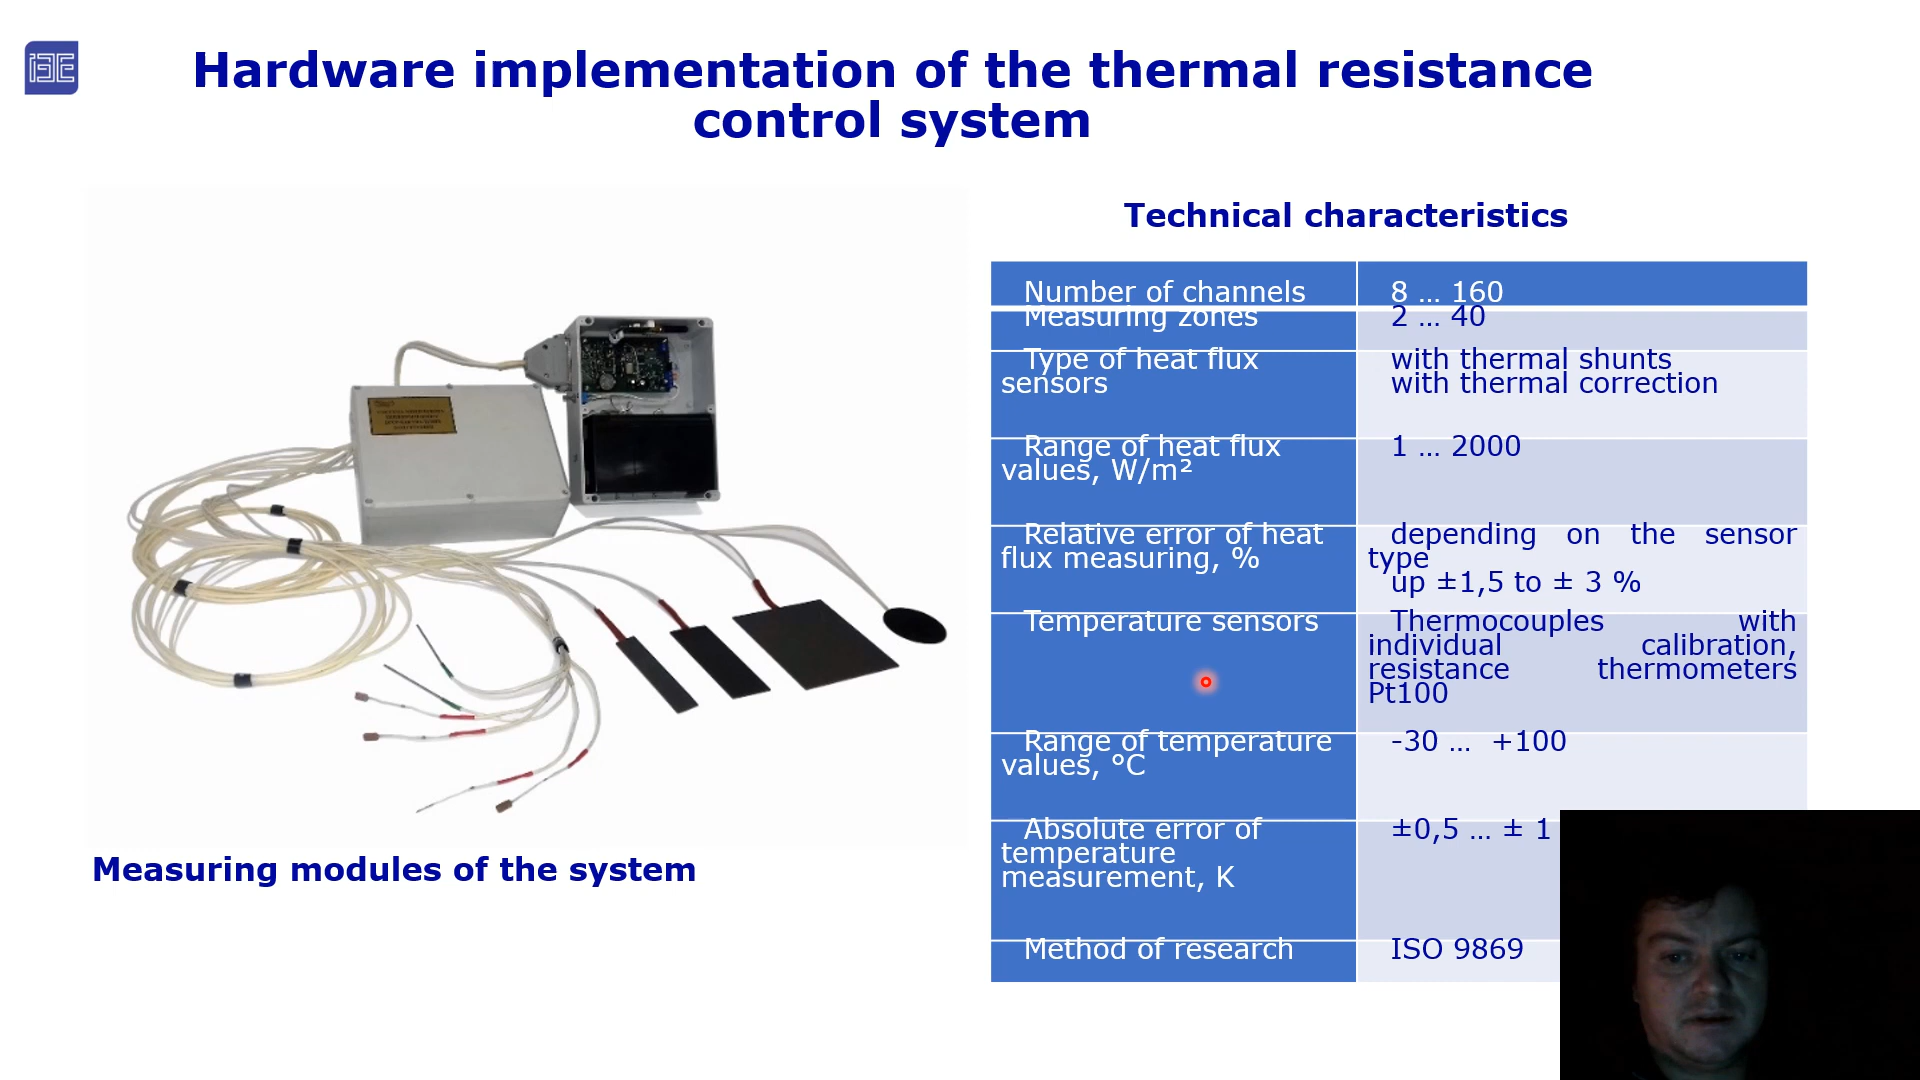 Hardware implementation of the thermal resistance
control system
Technical characteristics
Number of channels
8 … 160
Measuring zones
2 … 40
Type of heat flux
sensors
with thermal shunts
with thermal correction
Range of heat flux
values, W/m²
1 … 2000
Relative error of heat
flux measuring, %
depending on the sensor
type
up ±1,5 to ± 3 %
Temperature sensors
Thermocouples with
individual calibration,
resistance thermometers
Pt100
Range of temperature
values, °C
-30 … +100
Absolute error of
temperature
measurement, K
±0,5 … ± 1
Method of research
ISO 9869
Measuring modules of the system